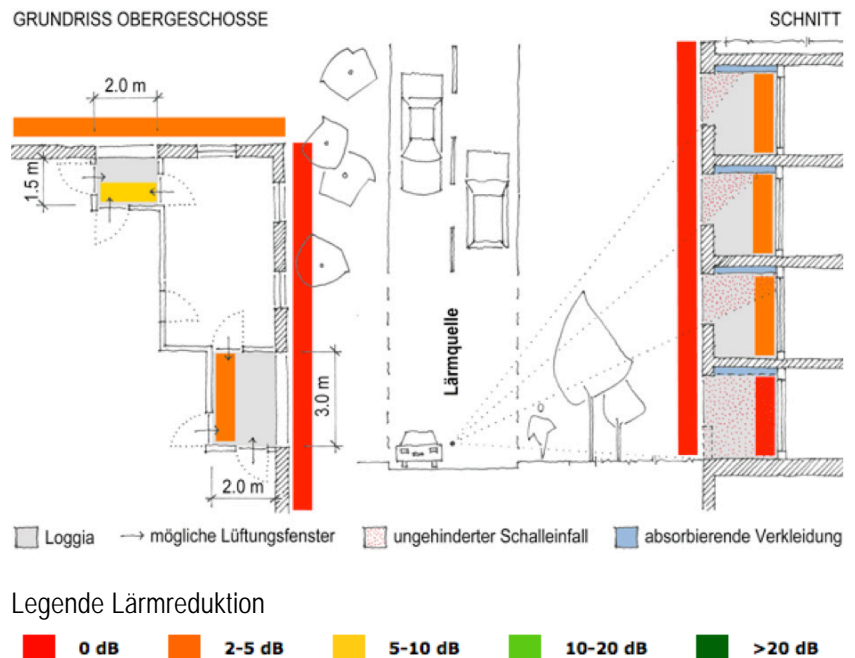 GRUNDRISS OBERGESCHOSSE
SCHNITT
2.0 m
1.5 m
Lärmquelle
3.0 m
2.0 m
Loggia
→ mögliche Lüftungsfenster
ungehinderter Schalleinfall
absorbierende Verkleidung
Legende Lärmreduktion
0 dB
2-5 dB
5-10 dB
10-20 dB
>20 dB